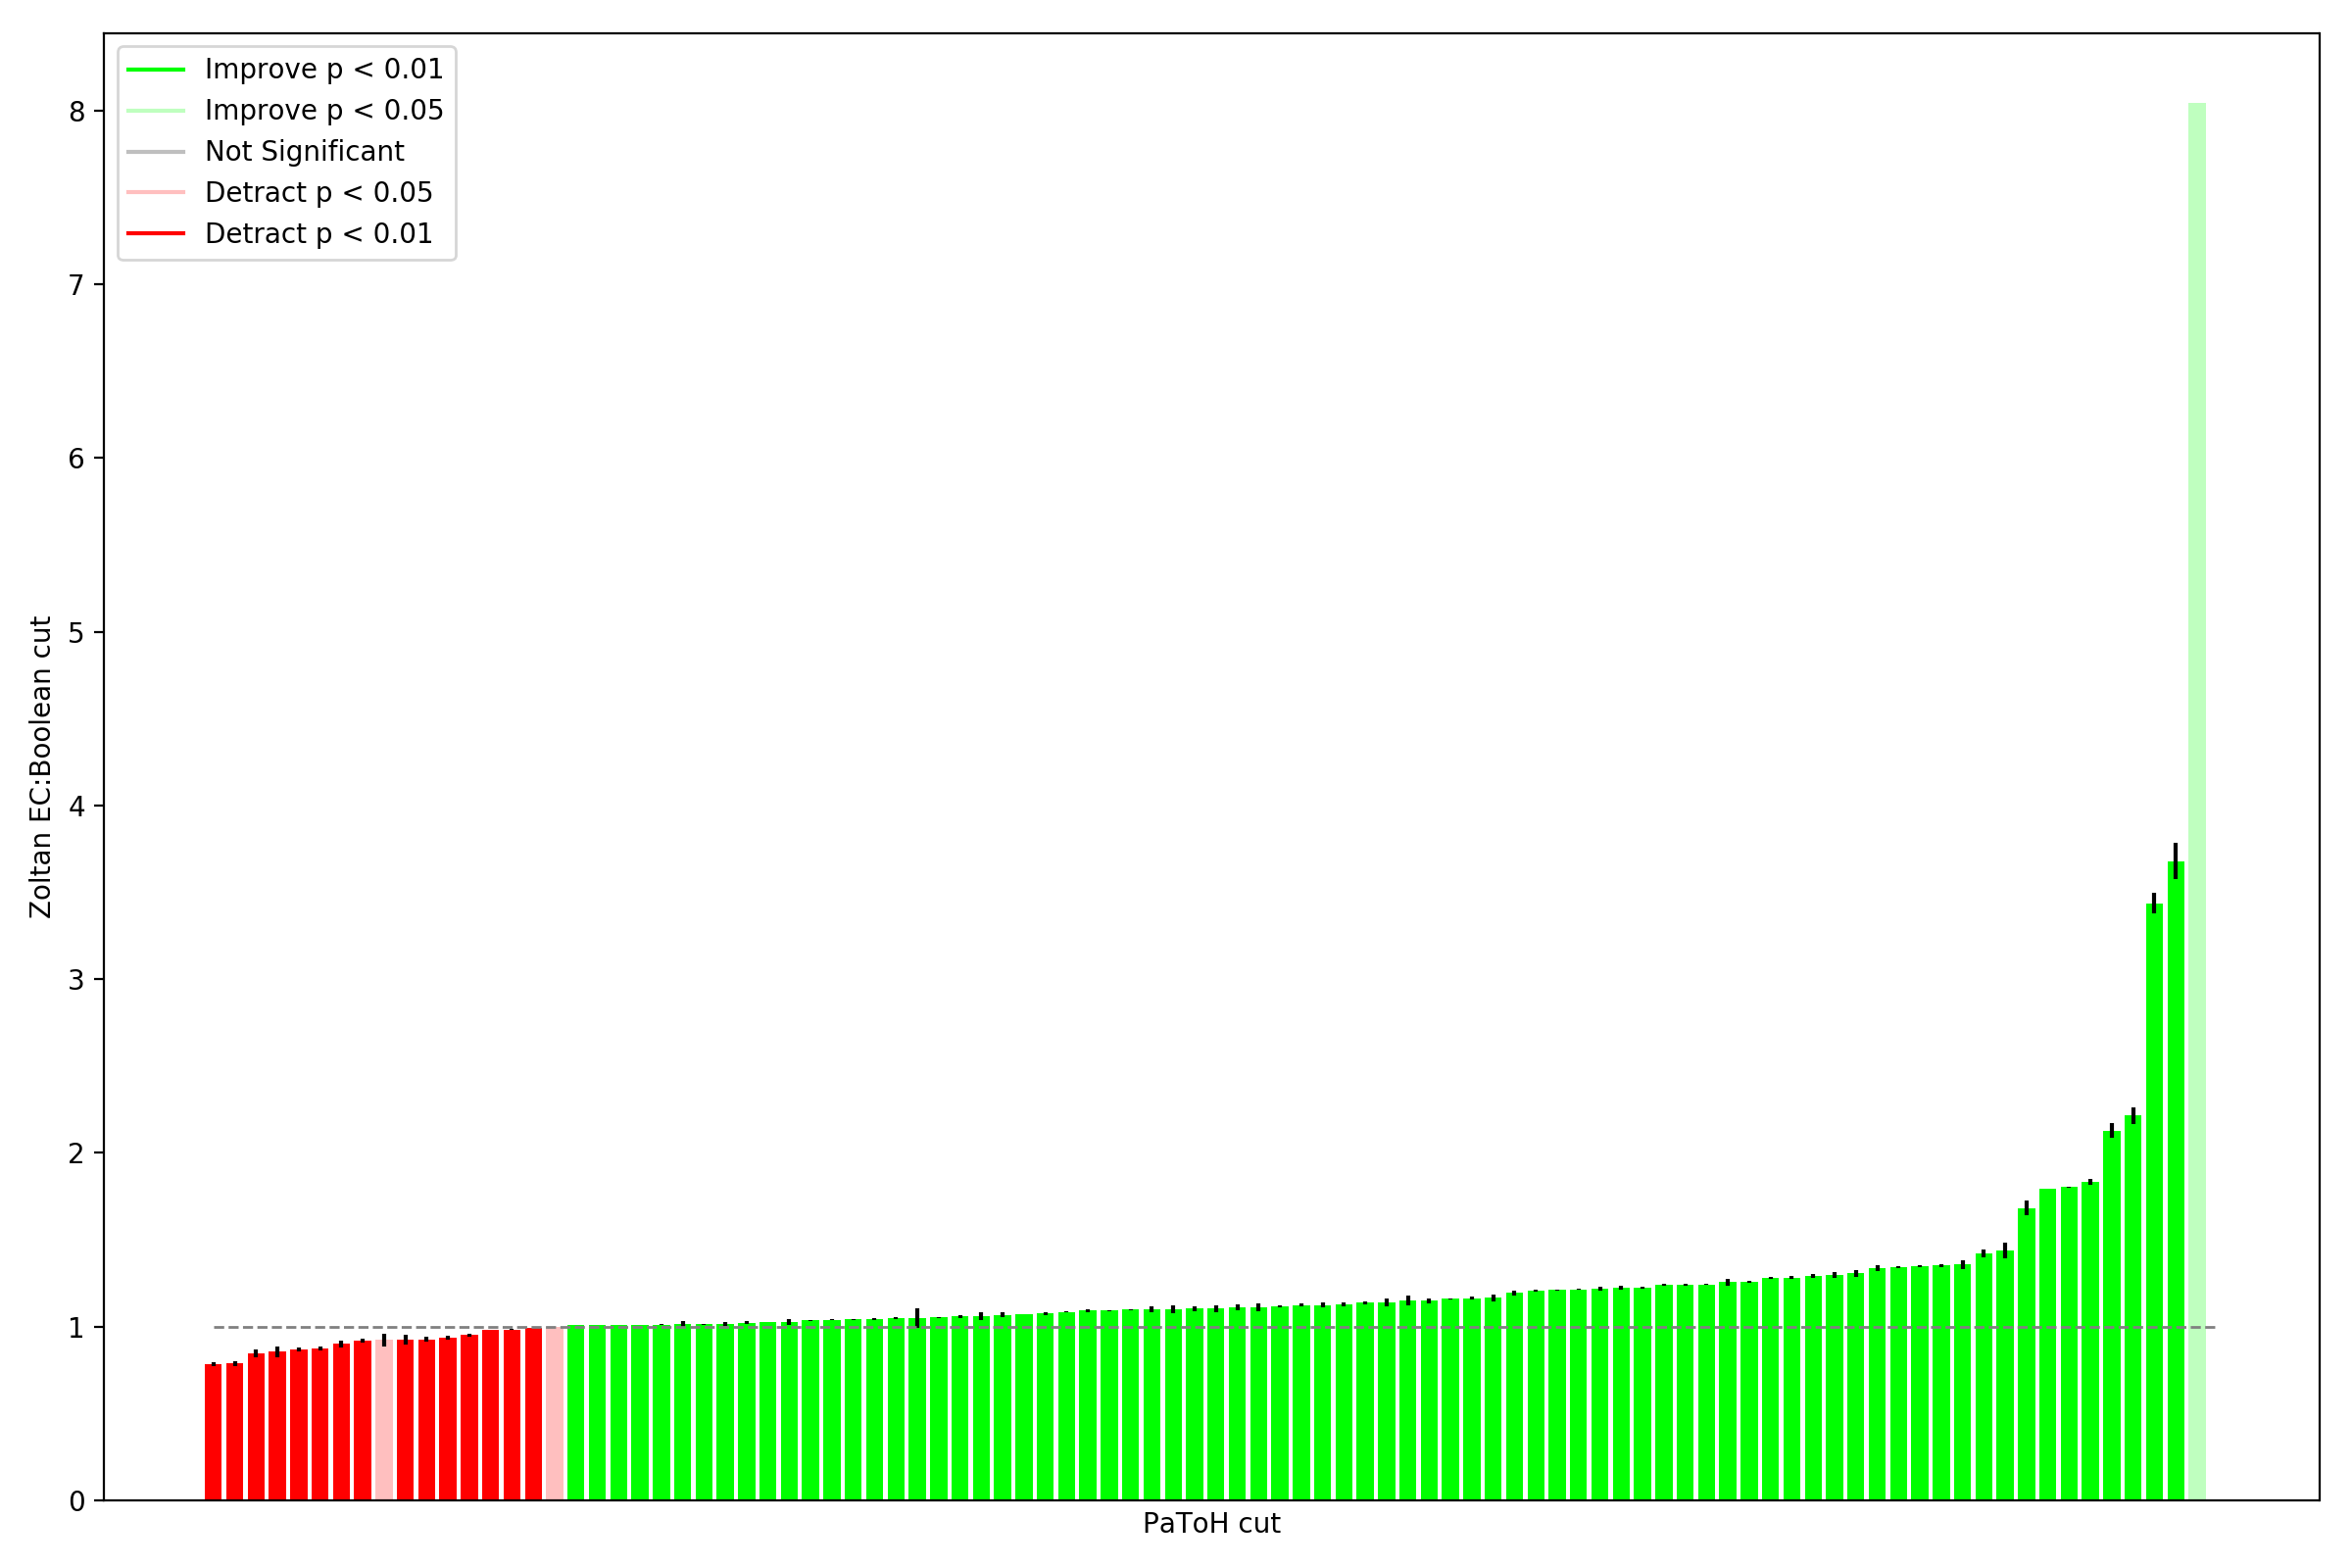 Improve p < 0.01
Improve p < 0.05
Not Significant
Detract p < 0.05
Detract p < 0.01
8
7
6
5
4
3
2
1
0
Zoltan EC:Boolean cut
PaToH cut